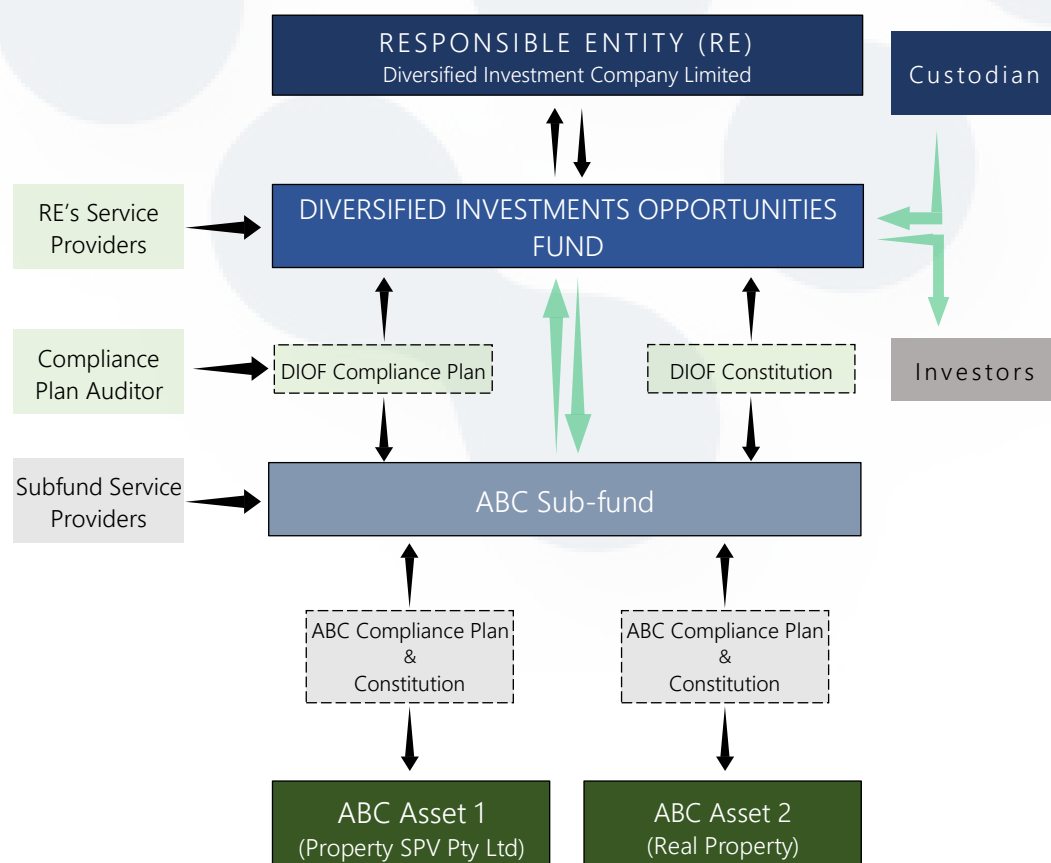 RESPONSIBLE ENTITY (RE)
Diversified Investment Company Limited
Custodian
RE's Service
Providers
DIVERSIFIED INVESTMENTS OPPORTUNITIES
FUND
Compliance
Plan Auditor
DIOF Compliance Plan
DIOF Constitution
Investors
Subfund Service
Providers
ABC Sub-fund
ABC Compliance Plan
&
Constitution
ABC Compliance Plan
&
Constitution
ABC Asset 1
(Property SPV Pty Ltd)
ABC Asset 2
(Real Property)